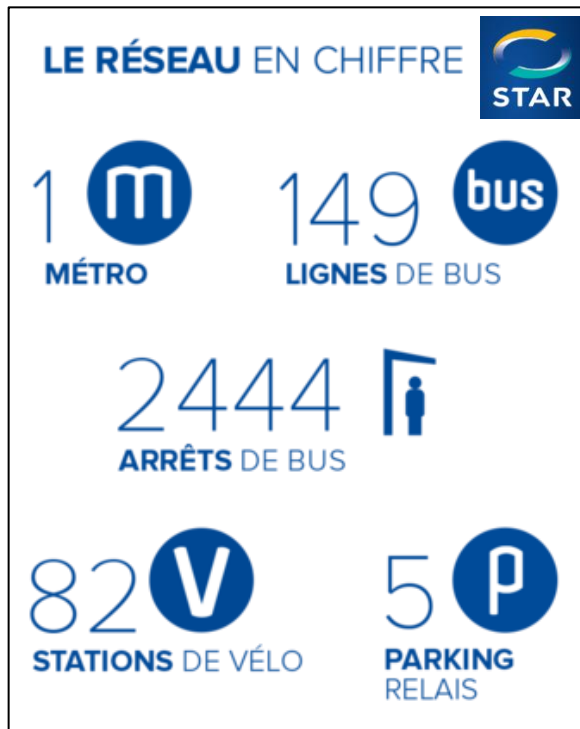 LE RÉSEAU EN CHIFFRE
STAR
1 m
MÉTRO
149 bus
LIGNES DE BUS
2444
ARRÊTS DE BUS
82 V
STATIONS DE VÉLO
5 P
PARKING
RELAIS